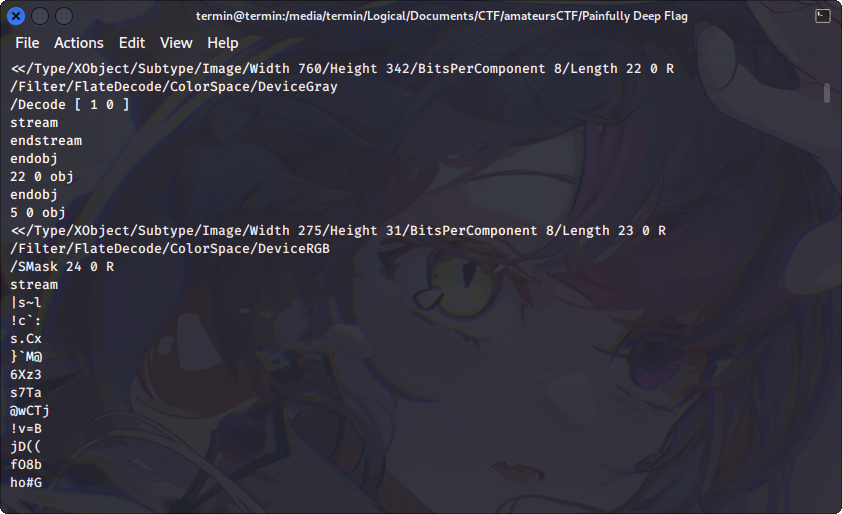 termin@termin:/media/termin/Logical/Documents/CTF/amateursCTF/Painfully Deep Flag
File Actions Edit View Help
<</Type/XObject/Subtype/Image/Width 760/Height 342/BitsPerComponent 8/Length 22 0 R
/Filter/FlateDecode/ColorSpace/DeviceGray
/Decode [ 1 0 ]
stream
endstream
endobj
22 0 obj
endobj
5 0 obj
<</Type/XObject/Subtype/Image/Width 275/Height 31/BitsPerComponent 8/Length 23 0 R
/Filter/FlateDecode/ColorSpace/DeviceRGB
/SMask 24 0 R
stream
|s~l
!c`:
s.Cx
}`M@
6Xz3
s7Ta
@wCTj
!v=B
jD((
fO8b
ho#G